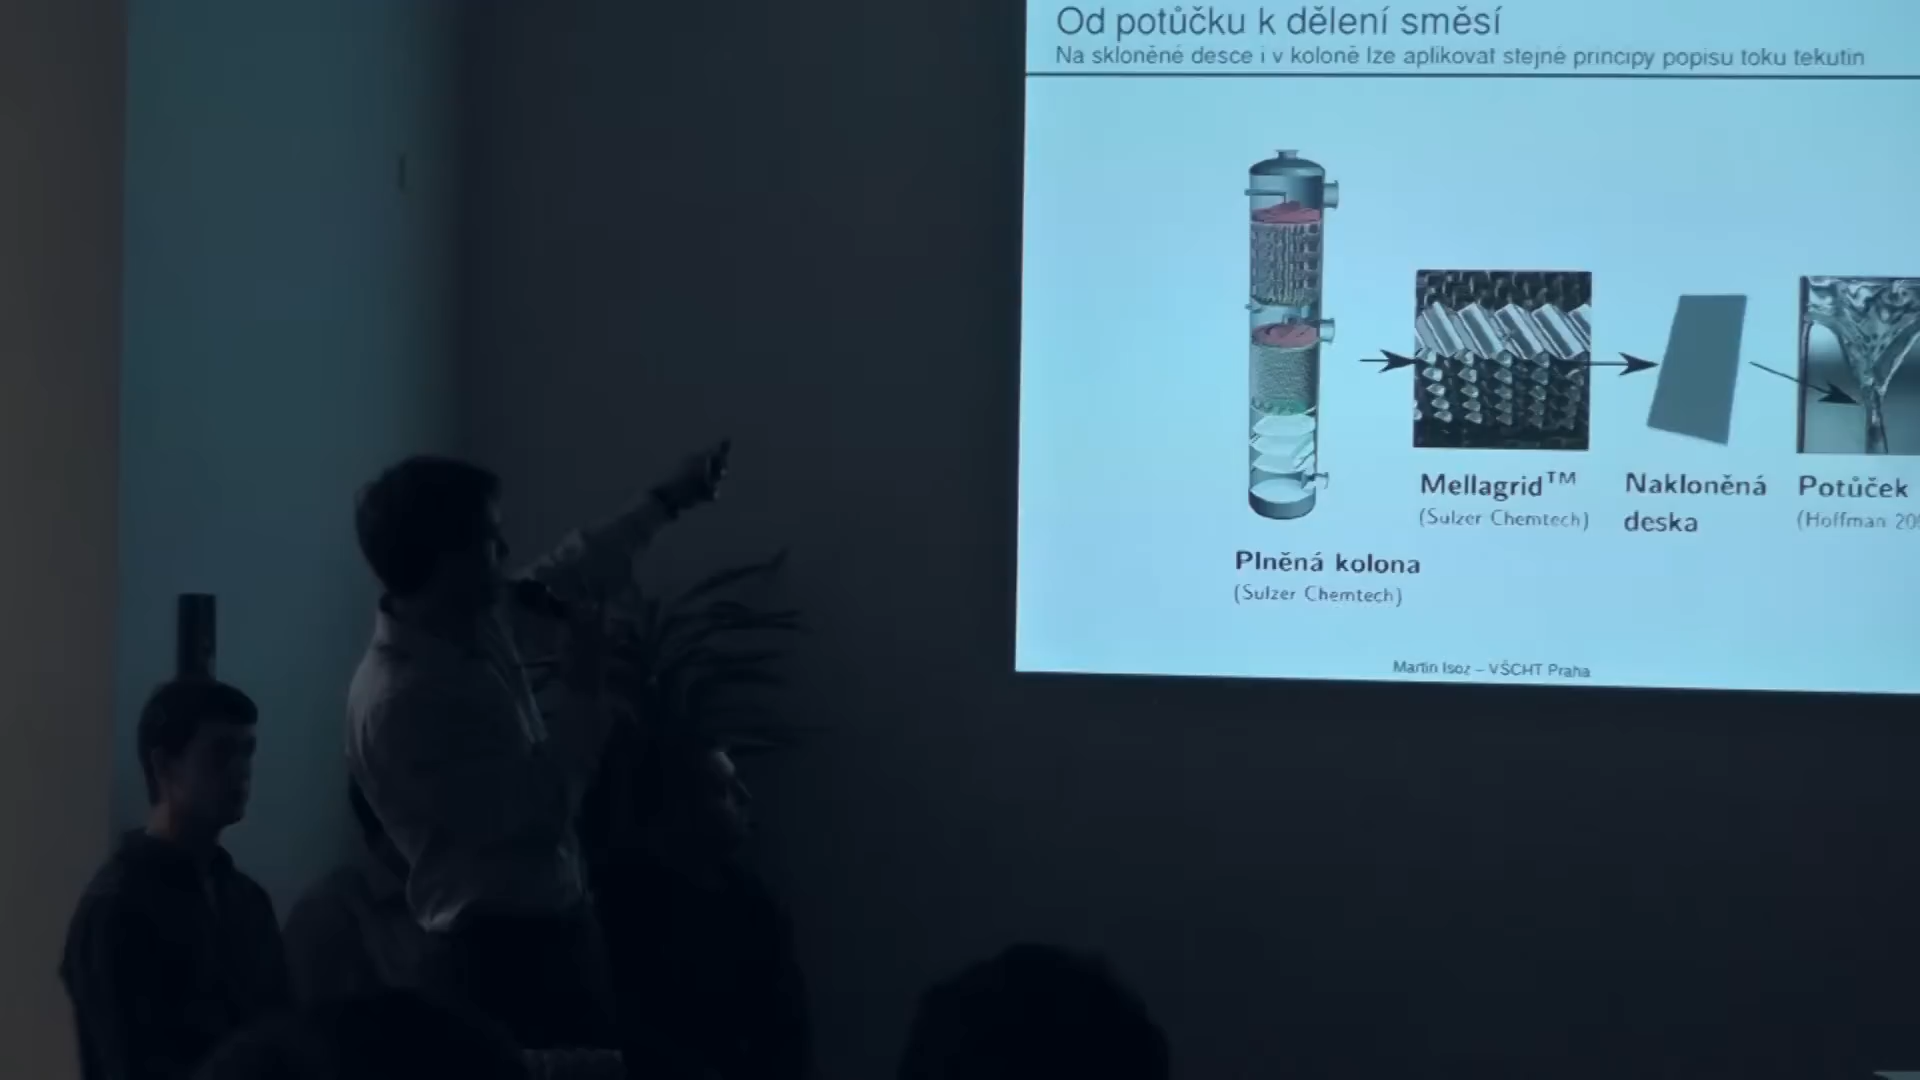 Od potůčku k dělení směsí
Na skloněné desce i v koloně lze aplikovat stejné principy popisu toku tekutin
Mellagrid™
(Sulzer Chemtech)
Nakloněná
deska
Potůček
(Hoffman
Plněná kolona
(Sulzer Chemtech)
Martin Isoz – VŠCHT Praha